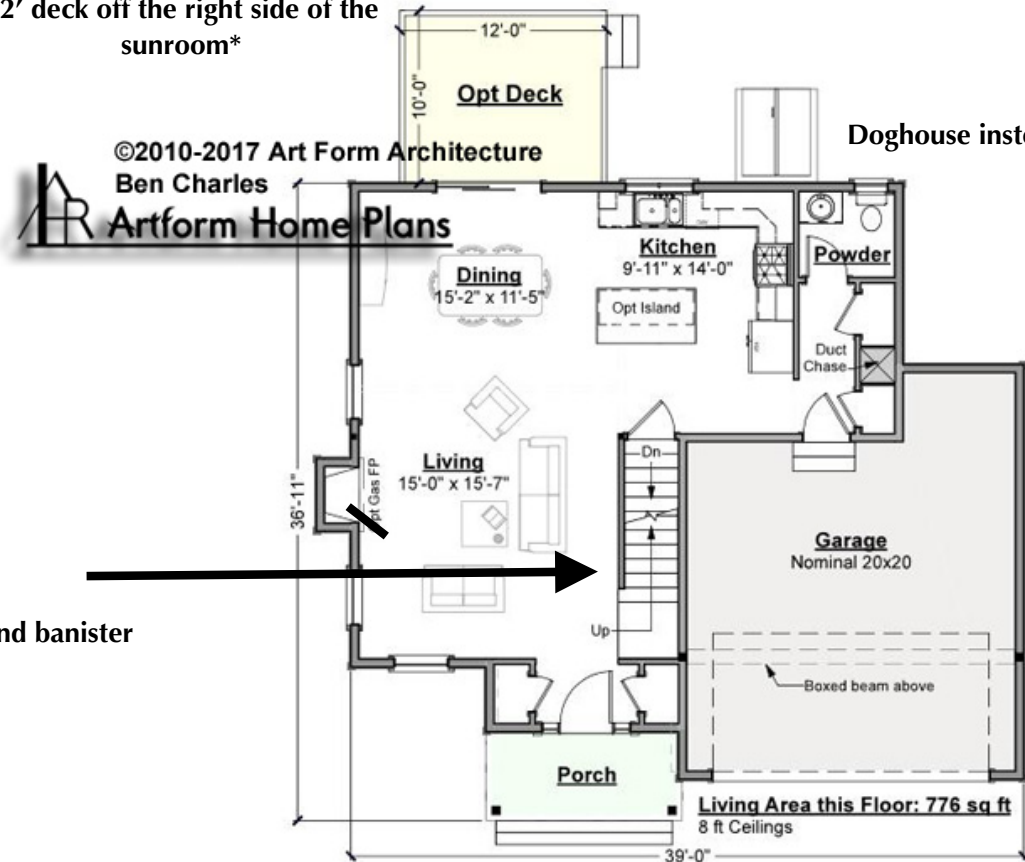 2’ deck off the right side of the
sunroom*
12'-0"
10'-0"
Opt Deck
©2010-2017 Art Form Architecture
Ben Charles
Artform Home Plans
Doghouse inste
Kitchen
9'-11" x 14'-0"
Powder
Dining
15'-2" x 11'-5"
Opt Island
Duct
Chase
Living
15'-0" x 15'-7"
Gas FP
Dn
36'-11"
Garage
Nominal 20x20
nd banister
Up
Boxed beam above
Porch
Living Area this Floor: 776 sq ft
8 ft Ceilings
39'-0"